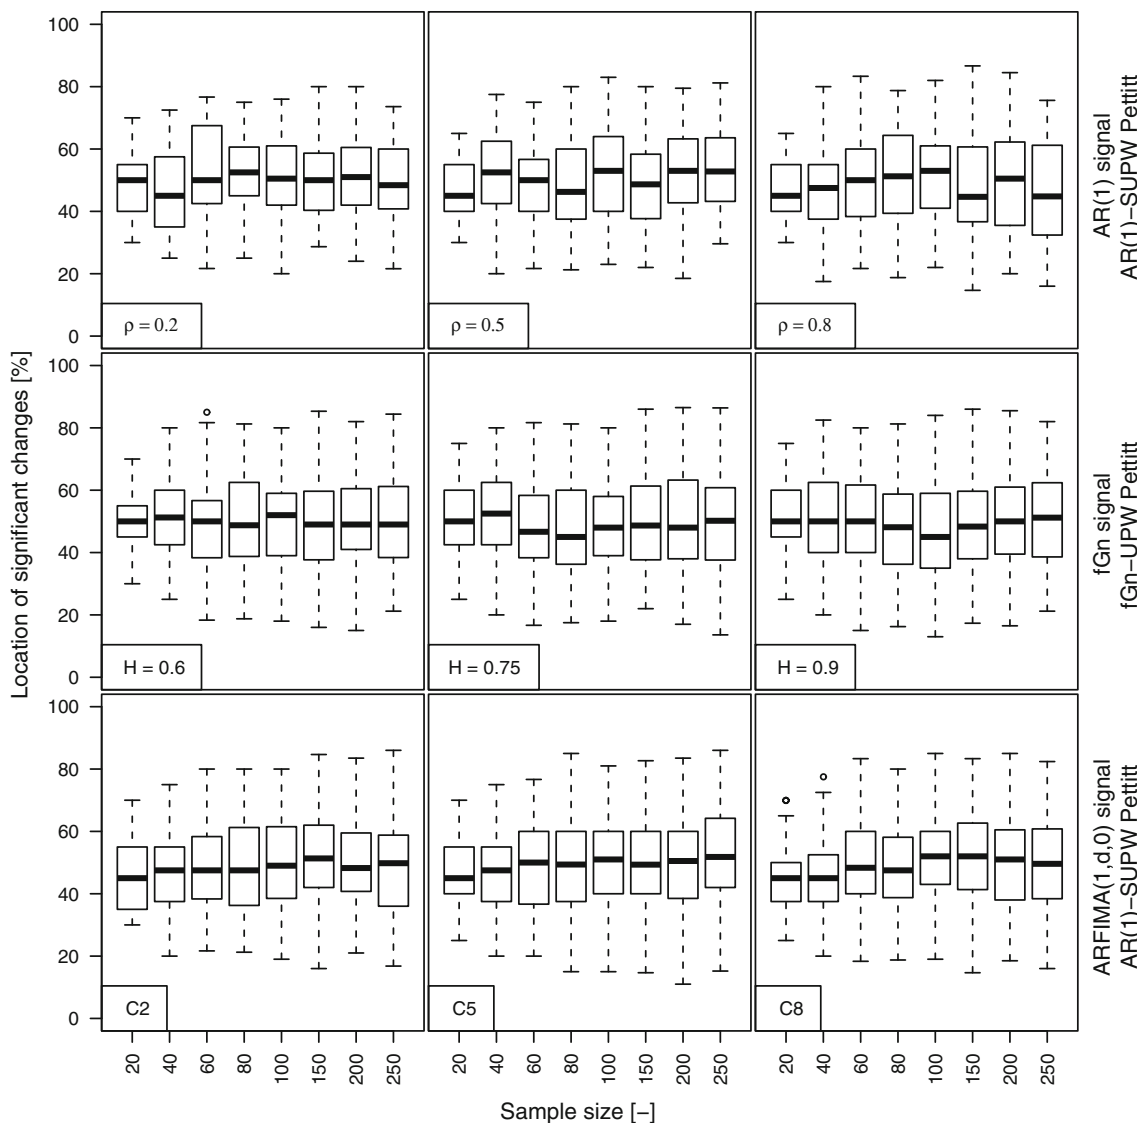 100
80
60
40
20
0
ρ = 0.2
ρ = 0.5
ρ = 0.8
AR(1) signal
AR(1)−SUPW Pettitt
100
80
60
40
20
0
H = 0.6
H = 0.75
H = 0.9
fGn signal
fGn−UPW Pettitt
Location of significant changes [%]
100
80
60
40
20
0
C2
C5
C8
ARFIMA(1,d,0) signal
AR(1)−SUPW Pettitt
20 40 60 80 100 150 200 250
20 40 60 80 100 150 200 250
20 40 60 80 100 150 200 250
Sample size [−]